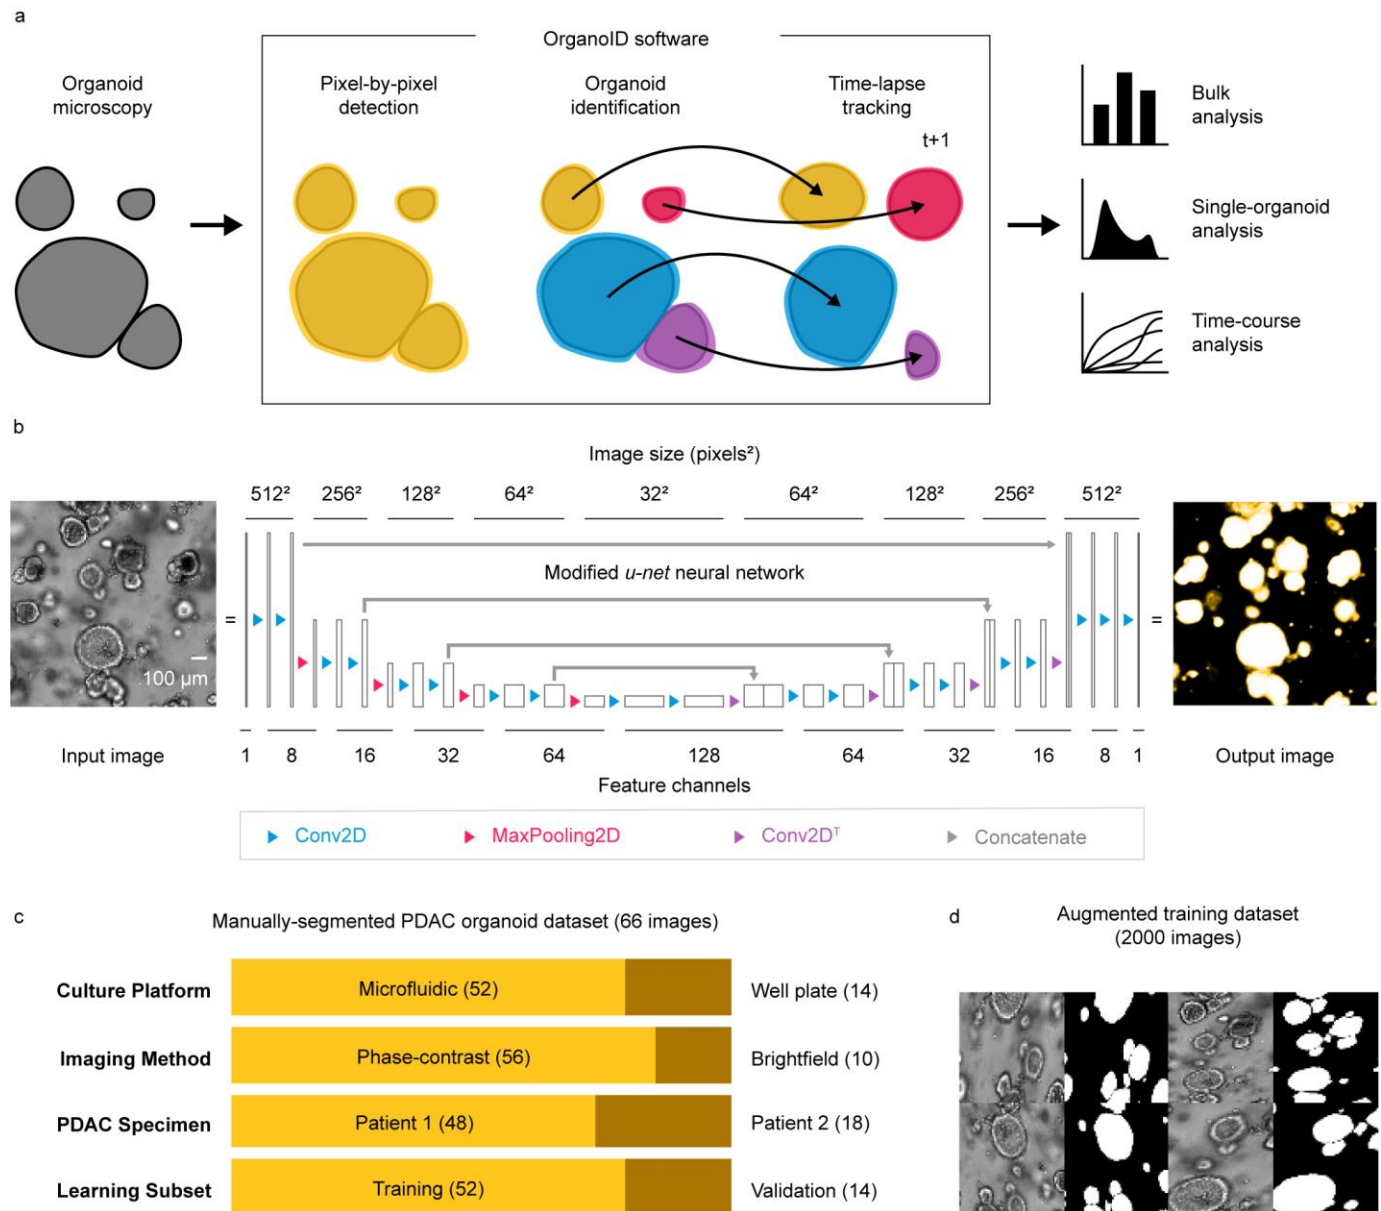 a
OrganoID software
Organoid
microscopy
Pixel-by-pixel
detection
Organoid
identification
Time-lapse
tracking
t+1
Bulk
analysis
Single-organoid
analysis
Time-course
analysis
b
Image size (pixels²)
512² 256² 128² 64² 32² 64² 128² 256² 512²
Modified u-net neural network
= =
100 µm
Input image
1 8 16 32 64 128 64 32 16 8 1
Output image
Feature channels
Conv2D MaxPooling2D Conv2Dᵀ Concatenate
c
Manually-segmented PDAC organoid dataset (66 images)
Culture Platform Microfluidic (52) Well plate (14)
Imaging Method Phase-contrast (56) Brightfield (10)
PDAC Specimen Patient 1 (48) Patient 2 (18)
Learning Subset Training (52) Validation (14)
d
Augmented training dataset
(2000 images)